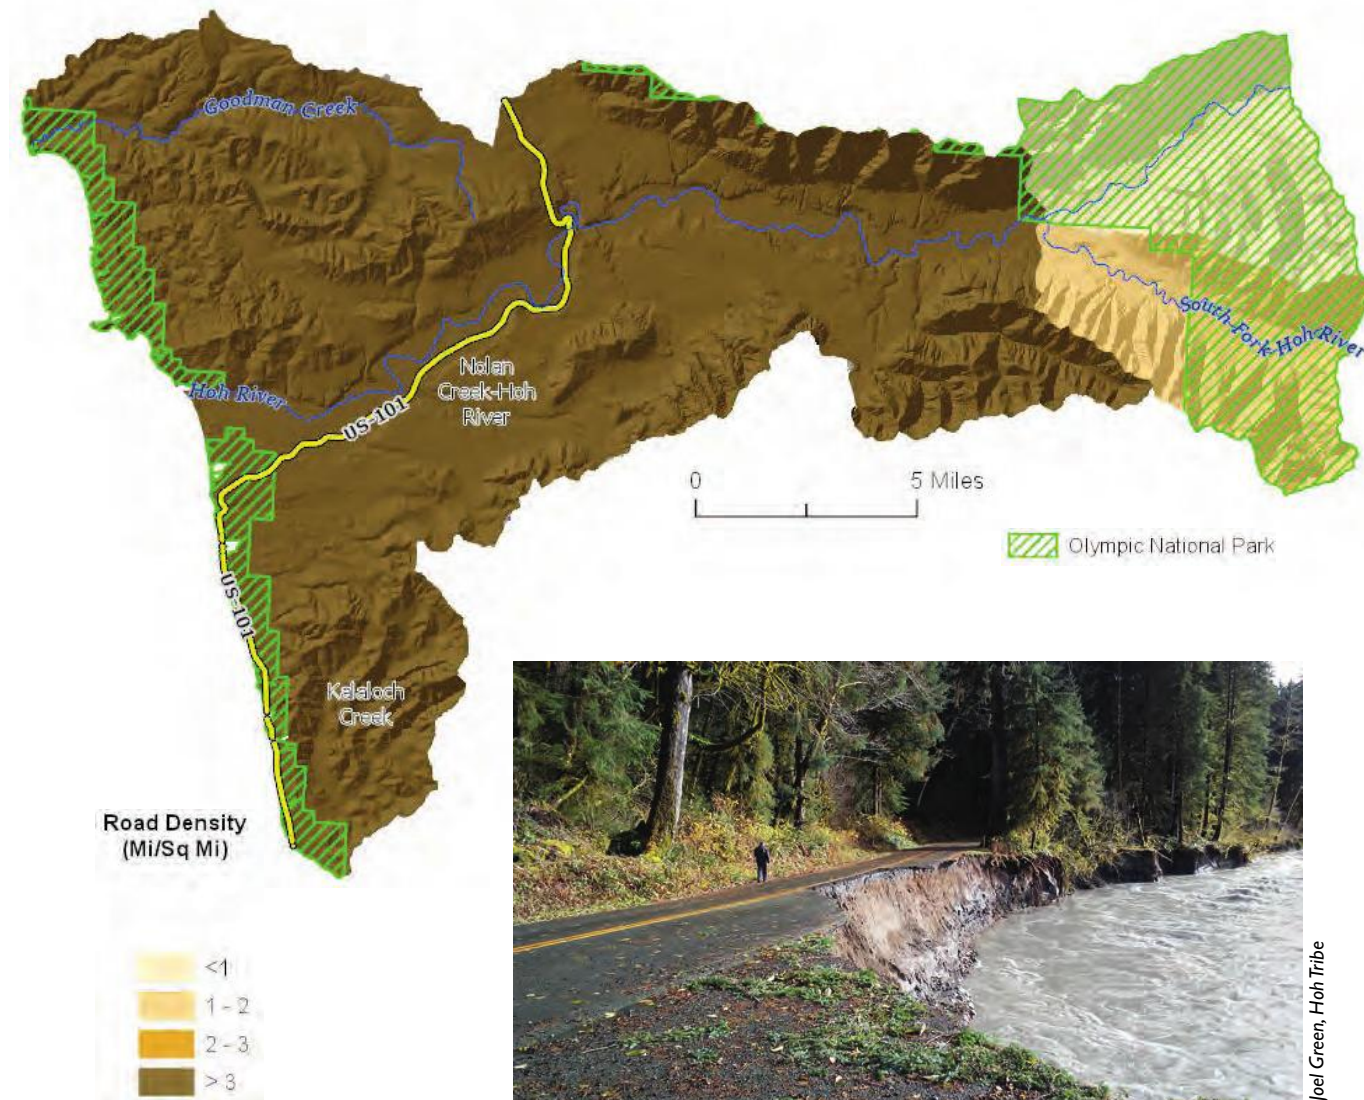 Goodman Creek
South Fork Hoh River
Hoh River
Nolan
Creek-Hoh
River
US-101
0 5 Miles
Olympic National Park
US-101
Kalaloch
Creek
Road Density
(Mi/Sq Mi)
<1
1 - 2
2 - 3
> 3
Joel Green, Hoh Tribe